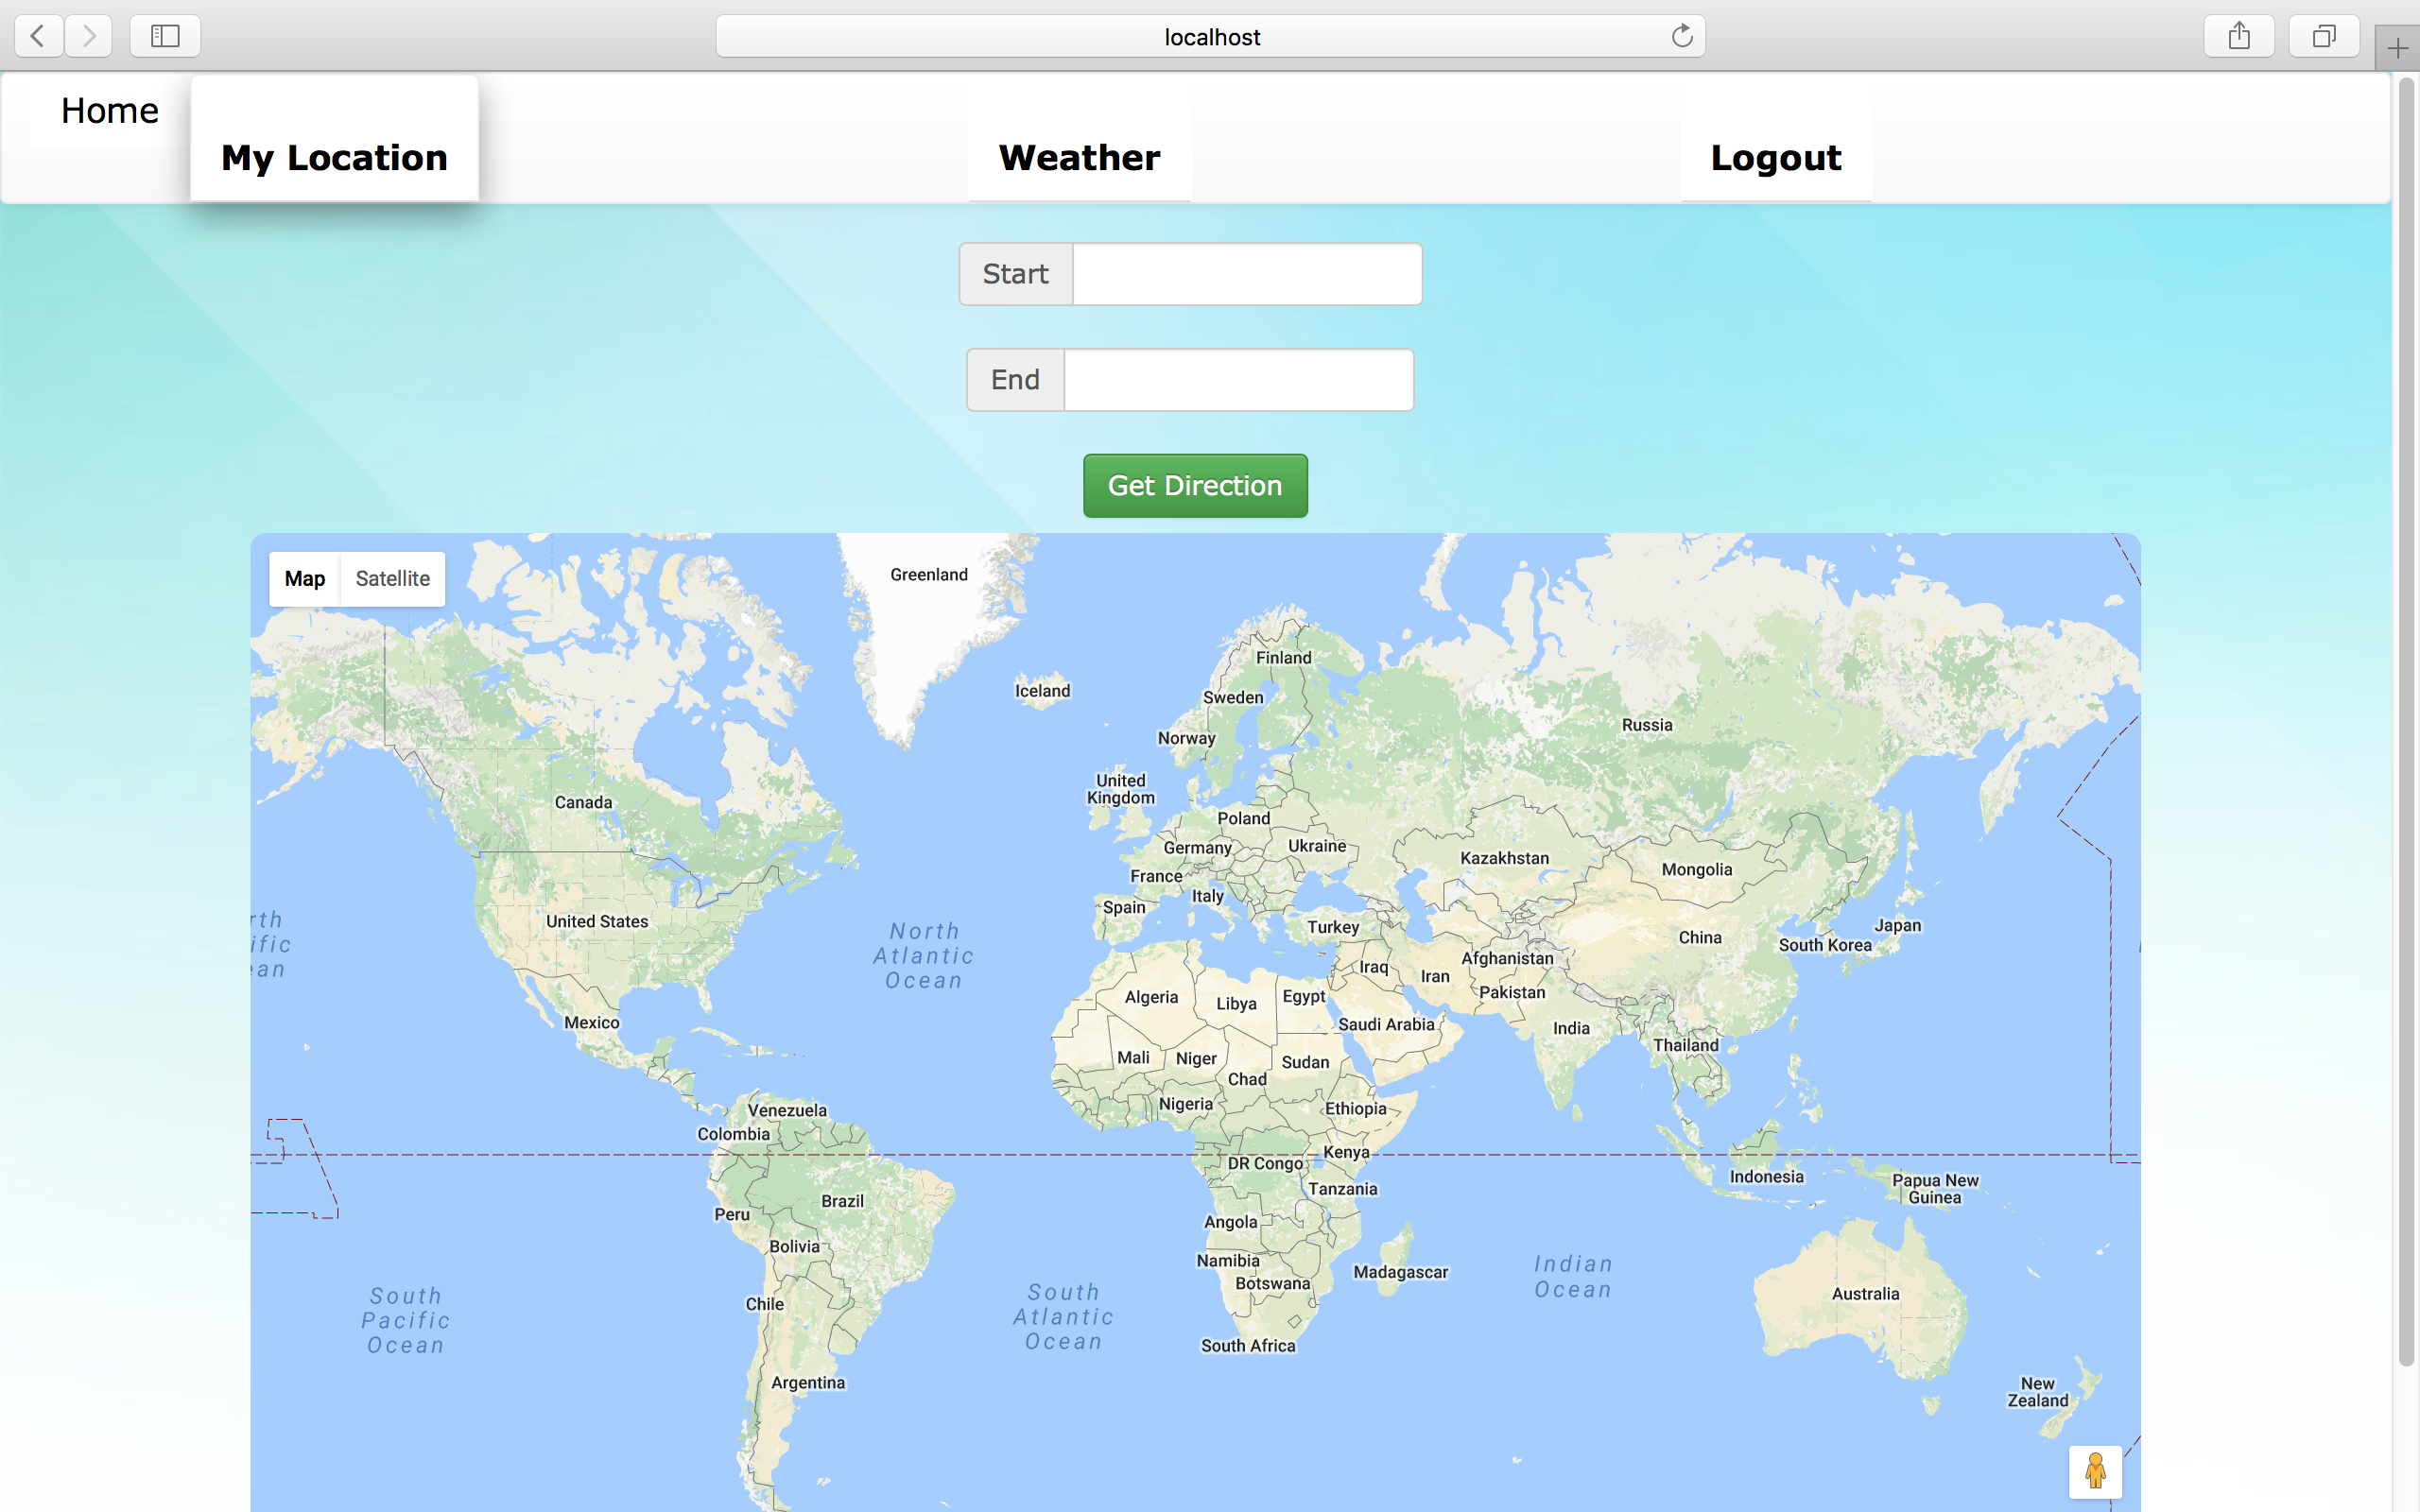 localhost
Home
My Location
Weather
Logout
Start
End
Get Direction
Map
Satellite
Greenland
Finland
Iceland
Sweden
Russia
Norway
United
Kingdom
Canada
Poland
Germany
Ukraine
Kazakhstan
Mongolia
France
Italy
Spain
United States
rth
ific
ean
North
Atlantic
Ocean
Turkey
Japan
China
South Korea
Afghanistan
Iraq
Iran
Pakistan
Algeria
Libya
Egypt
Mexico
Saudi Arabia
India
Thailand
Mali
Niger
Sudan
Chad
Nigeria
Ethiopia
Venezuela
Colombia
Kenya
DR Congo
Indonesia
Papua New
Guinea
Tanzania
Brazil
Peru
Angola
Bolivia
Namibia
Botswana
Madagascar
Indian
Ocean
Australia
Chile
South
Pacific
Ocean
South
Atlantic
Ocean
South Africa
Argentina
New
Zealand